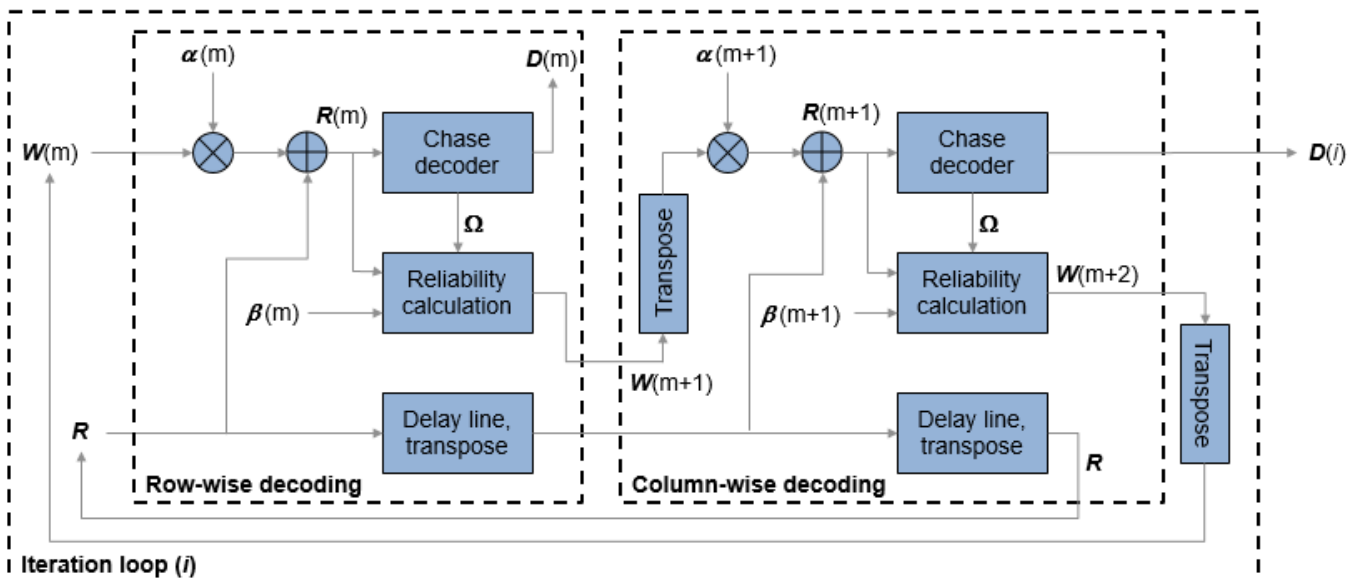 α(m)
D(m)
W(m)
R(m)
Chase
decoder
Ω
Reliability
calculation
β(m)
W(m+1)
R
Delay line,
transpose
Row-wise decoding
Transpose
α(m+1)
R(m+1)
Chase
decoder
D(i)
Ω
Reliability
calculation
W(m+2)
β(m+1)
Delay line,
transpose
R
Transpose
Column-wise decoding
Iteration loop (i)